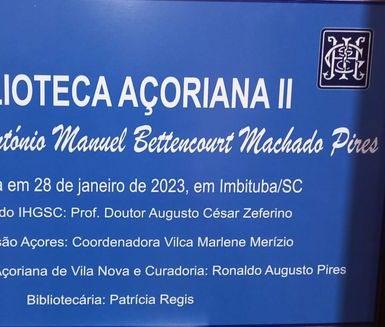 LIOTECA AÇORIANA II
ntónio Manuel Bettencourt Machado Pires
a em 28 de janeiro de 2023, em Imbituba/SC
do IHGSC: Prof. Doutor Augusto César Zeferino
são Açores: Coordenadora Vilca Marlene Merízio
Açoriana de Vila Nova e Curadoria: Ronaldo Augusto Pires
Bibliotecária: Patrícia Regis